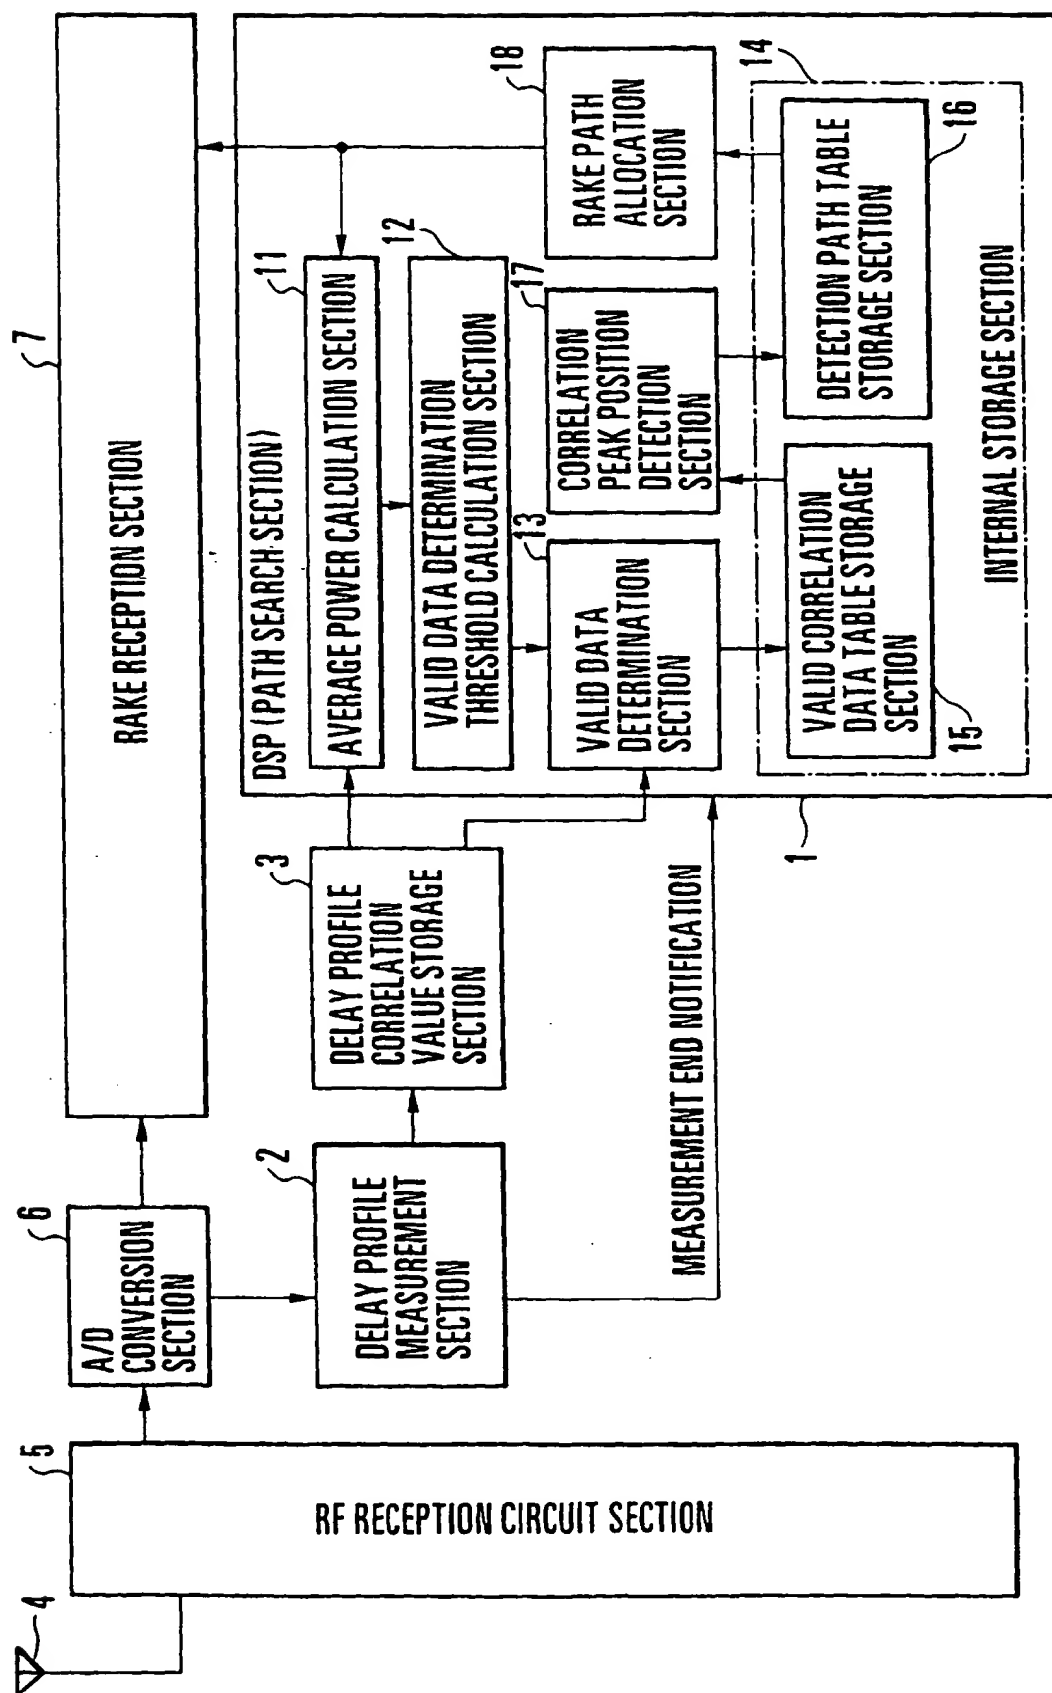 4
5
RF RECEPTION CIRCUIT SECTION
6
A/D
CONVERSION
SECTION
7
RAKE RECEPTION SECTION
2
DELAY PROFILE
MEASUREMENT
SECTION
3
DELAY PROFILE
CORRELATION
VALUE STORAGE
SECTION
MEASUREMENT END NOTIFICATION
1
DSP (PATH SEARCH SECTION)
11
AVERAGE POWER CALCULATION SECTION
12
VALID DATA DETERMINATION
THRESHOLD CALCULATION SECTION
13
VALID DATA
DETERMINATION
SECTION
17
CORRELATION
PEAK POSITION
DETECTION
SECTION
18
RAKE PATH
ALLOCATION
SECTION
14
15
VALID CORRELATION
DATA TABLE STORAGE
SECTION
16
DETECTION PATH TABLE
STORAGE SECTION
INTERNAL STORAGE SECTION